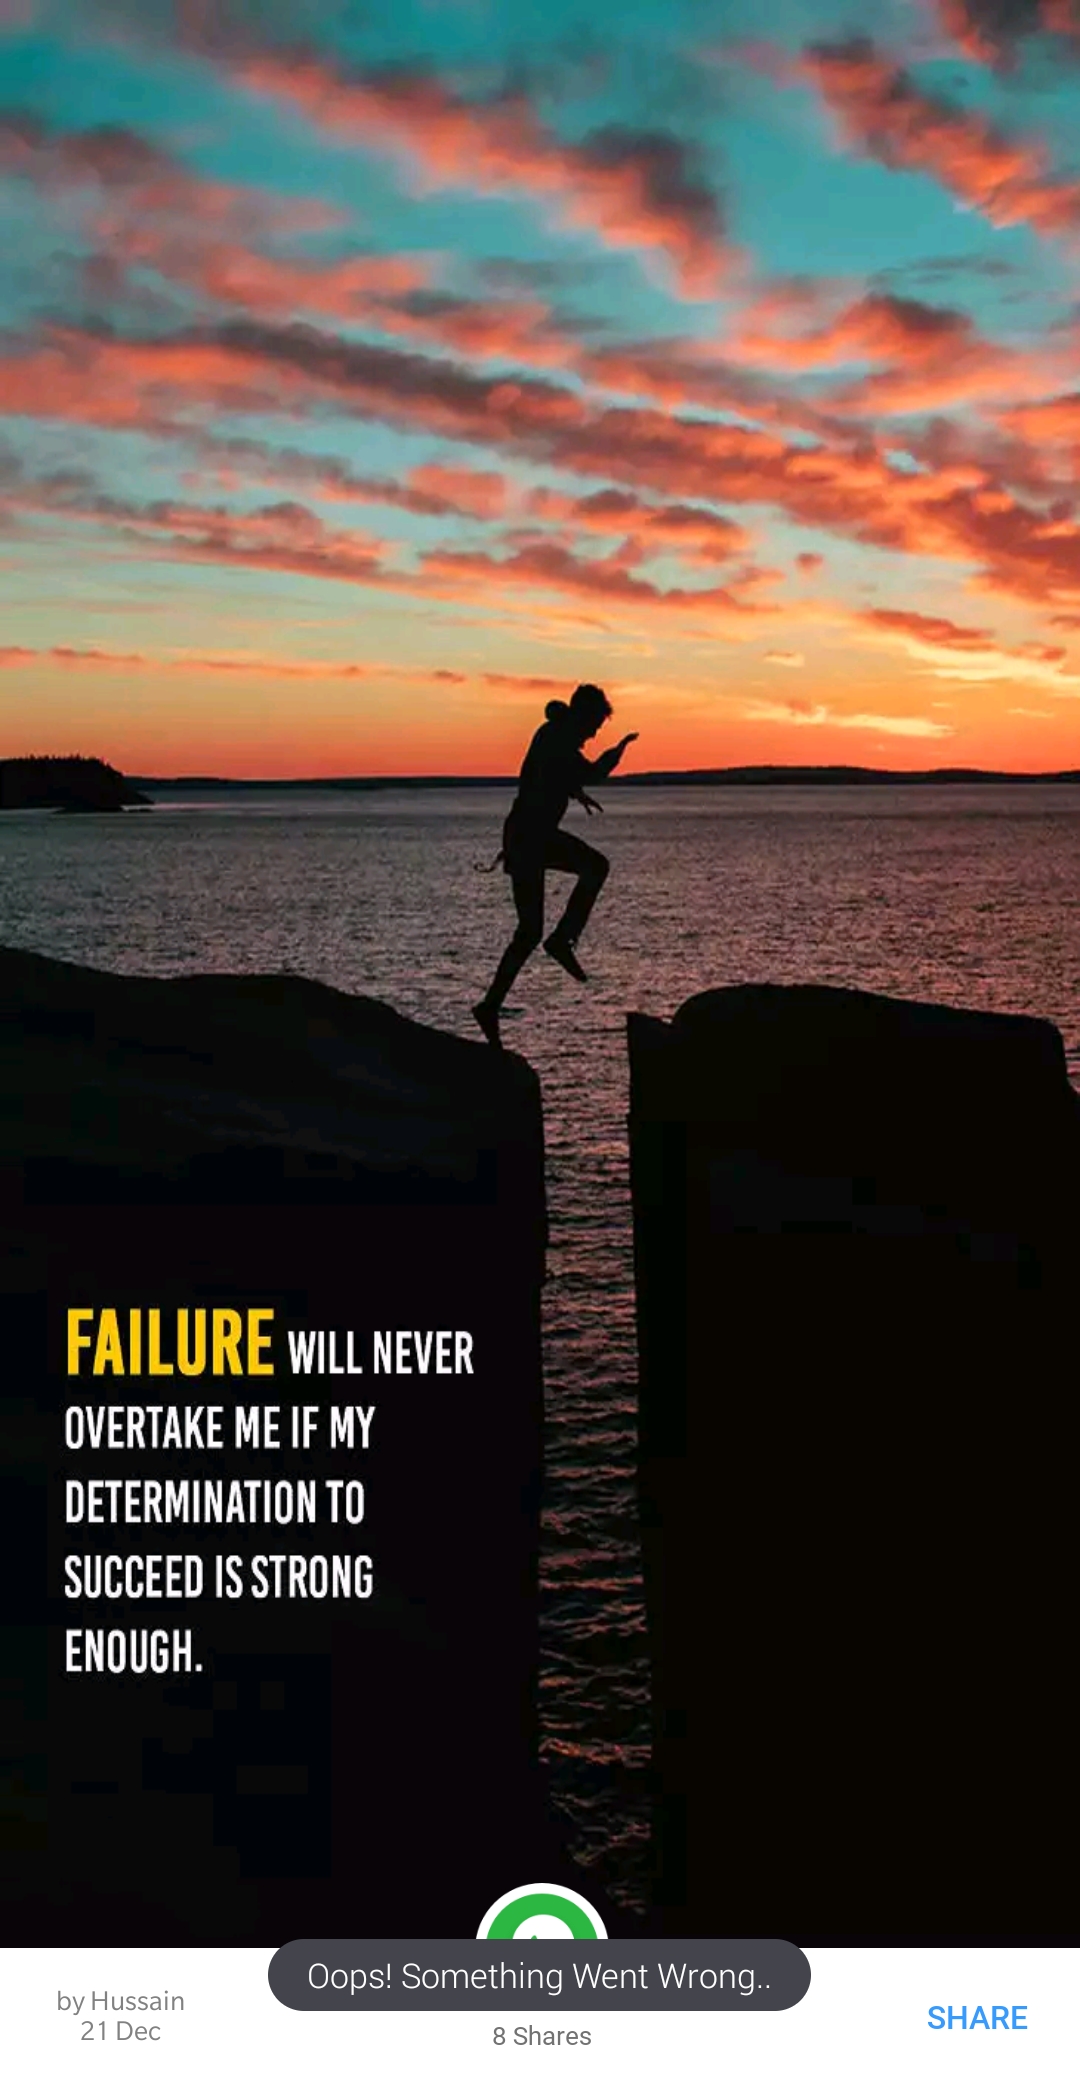 FAILURE WILL NEVER
OVERTAKE ME IF MY
DETERMINATION TO
SUCCEED IS STRONG
ENOUGH.
Oops! Something Went Wrong..
by Hussain
21 Dec
8 Shares
SHARE